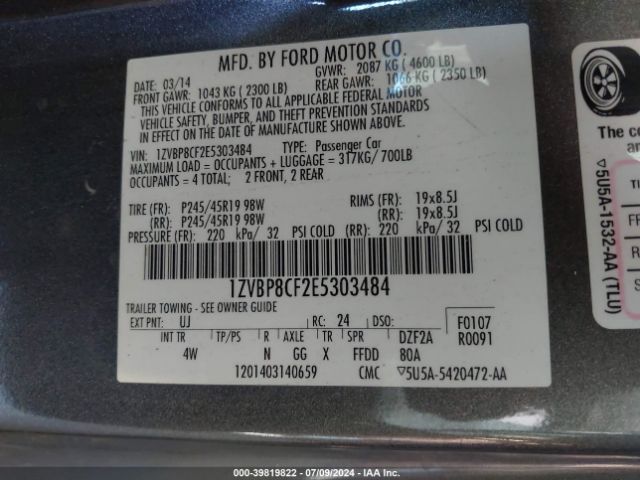 MFD. BY FORD MOTOR CO.
DATE: 03/14
GVWR: 2087 KG ( 4600 LB)
FRONT GAWR: 1043 KG ( 2300 LB)
REAR GAWR: 1066 KG ( 2350 LB)
THIS VEHICLE CONFORMS TO ALL APPLICABLE FEDERAL MOTOR
VEHICLE SAFETY, BUMPER, AND THEFT PREVENTION STANDARDS
IN EFFECT ON THE DATE OF MANUFACTURE SHOWN ABOVE.
VIN: 1ZVBP8CF2E5303484 TYPE: Passenger Car
MAXIMUM LOAD = OCCUPANTS + LUGGAGE = 317KG/ 700LB
OCCUPANTS = 4 TOTAL; 2 FRONT, 2 REAR
TIRE (FR): P245/45R19 98W RIMS (FR): 19x8.5J
(RR): P245/45R19 98W (RR): 19x8.5J
PRESSURE (FR): 220 kPa/ 32 PSI COLD (RR): 220 kPa/ 32 PSI COLD
1ZVBP8CF2E5303484
TRAILER TOWING - SEE OWNER GUIDE
EXT PNT: UJ RC: 24 DSO: F0107
INT TR TP/PS R AXLE TR SPR DZF2A R0091
4W N GG X FFDD 80A
1201403140659 CMC ▽5U5A-5420472-AA
The co
an
▽5U5A-1532-AA (TLU)
FR
000-39819822 / 07/09/2024 - IAA Inc.